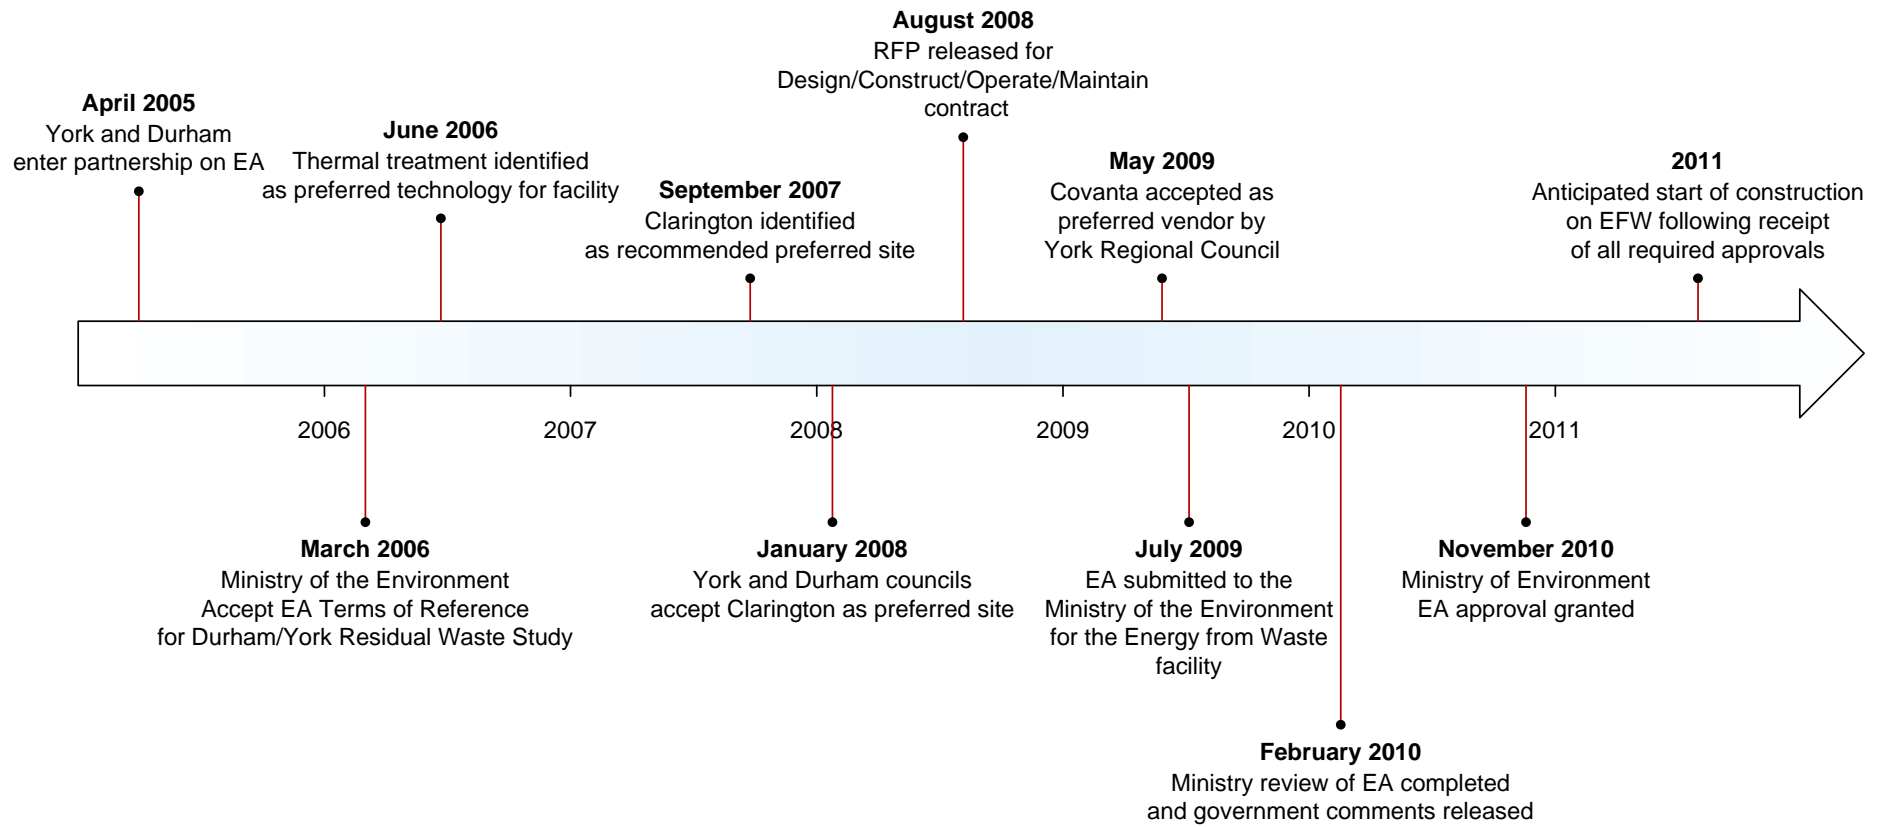 August 2008
RFP released for
Design/Construct/Operate/Maintain
contract
April 2005
York and Durham
enter partnership on EA
June 2006
Thermal treatment identified
as preferred technology for facility
September 2007
Clarington identified
as recommended preferred site
May 2009
Covanta accepted as
preferred vendor by
York Regional Council
2011
Anticipated start of construction
on EFW following receipt
of all required approvals
2006
2007
2008
2009
2010
2011
March 2006
Ministry of the Environment
Accept EA Terms of Reference
for Durham/York Residual Waste Study
January 2008
York and Durham councils
accept Clarington as preferred site
July 2009
EA submitted to the
Ministry of the Environment
for the Energy from Waste
facility
November 2010
Ministry of Environment
EA approval granted
February 2010
Ministry review of EA completed
and government comments released